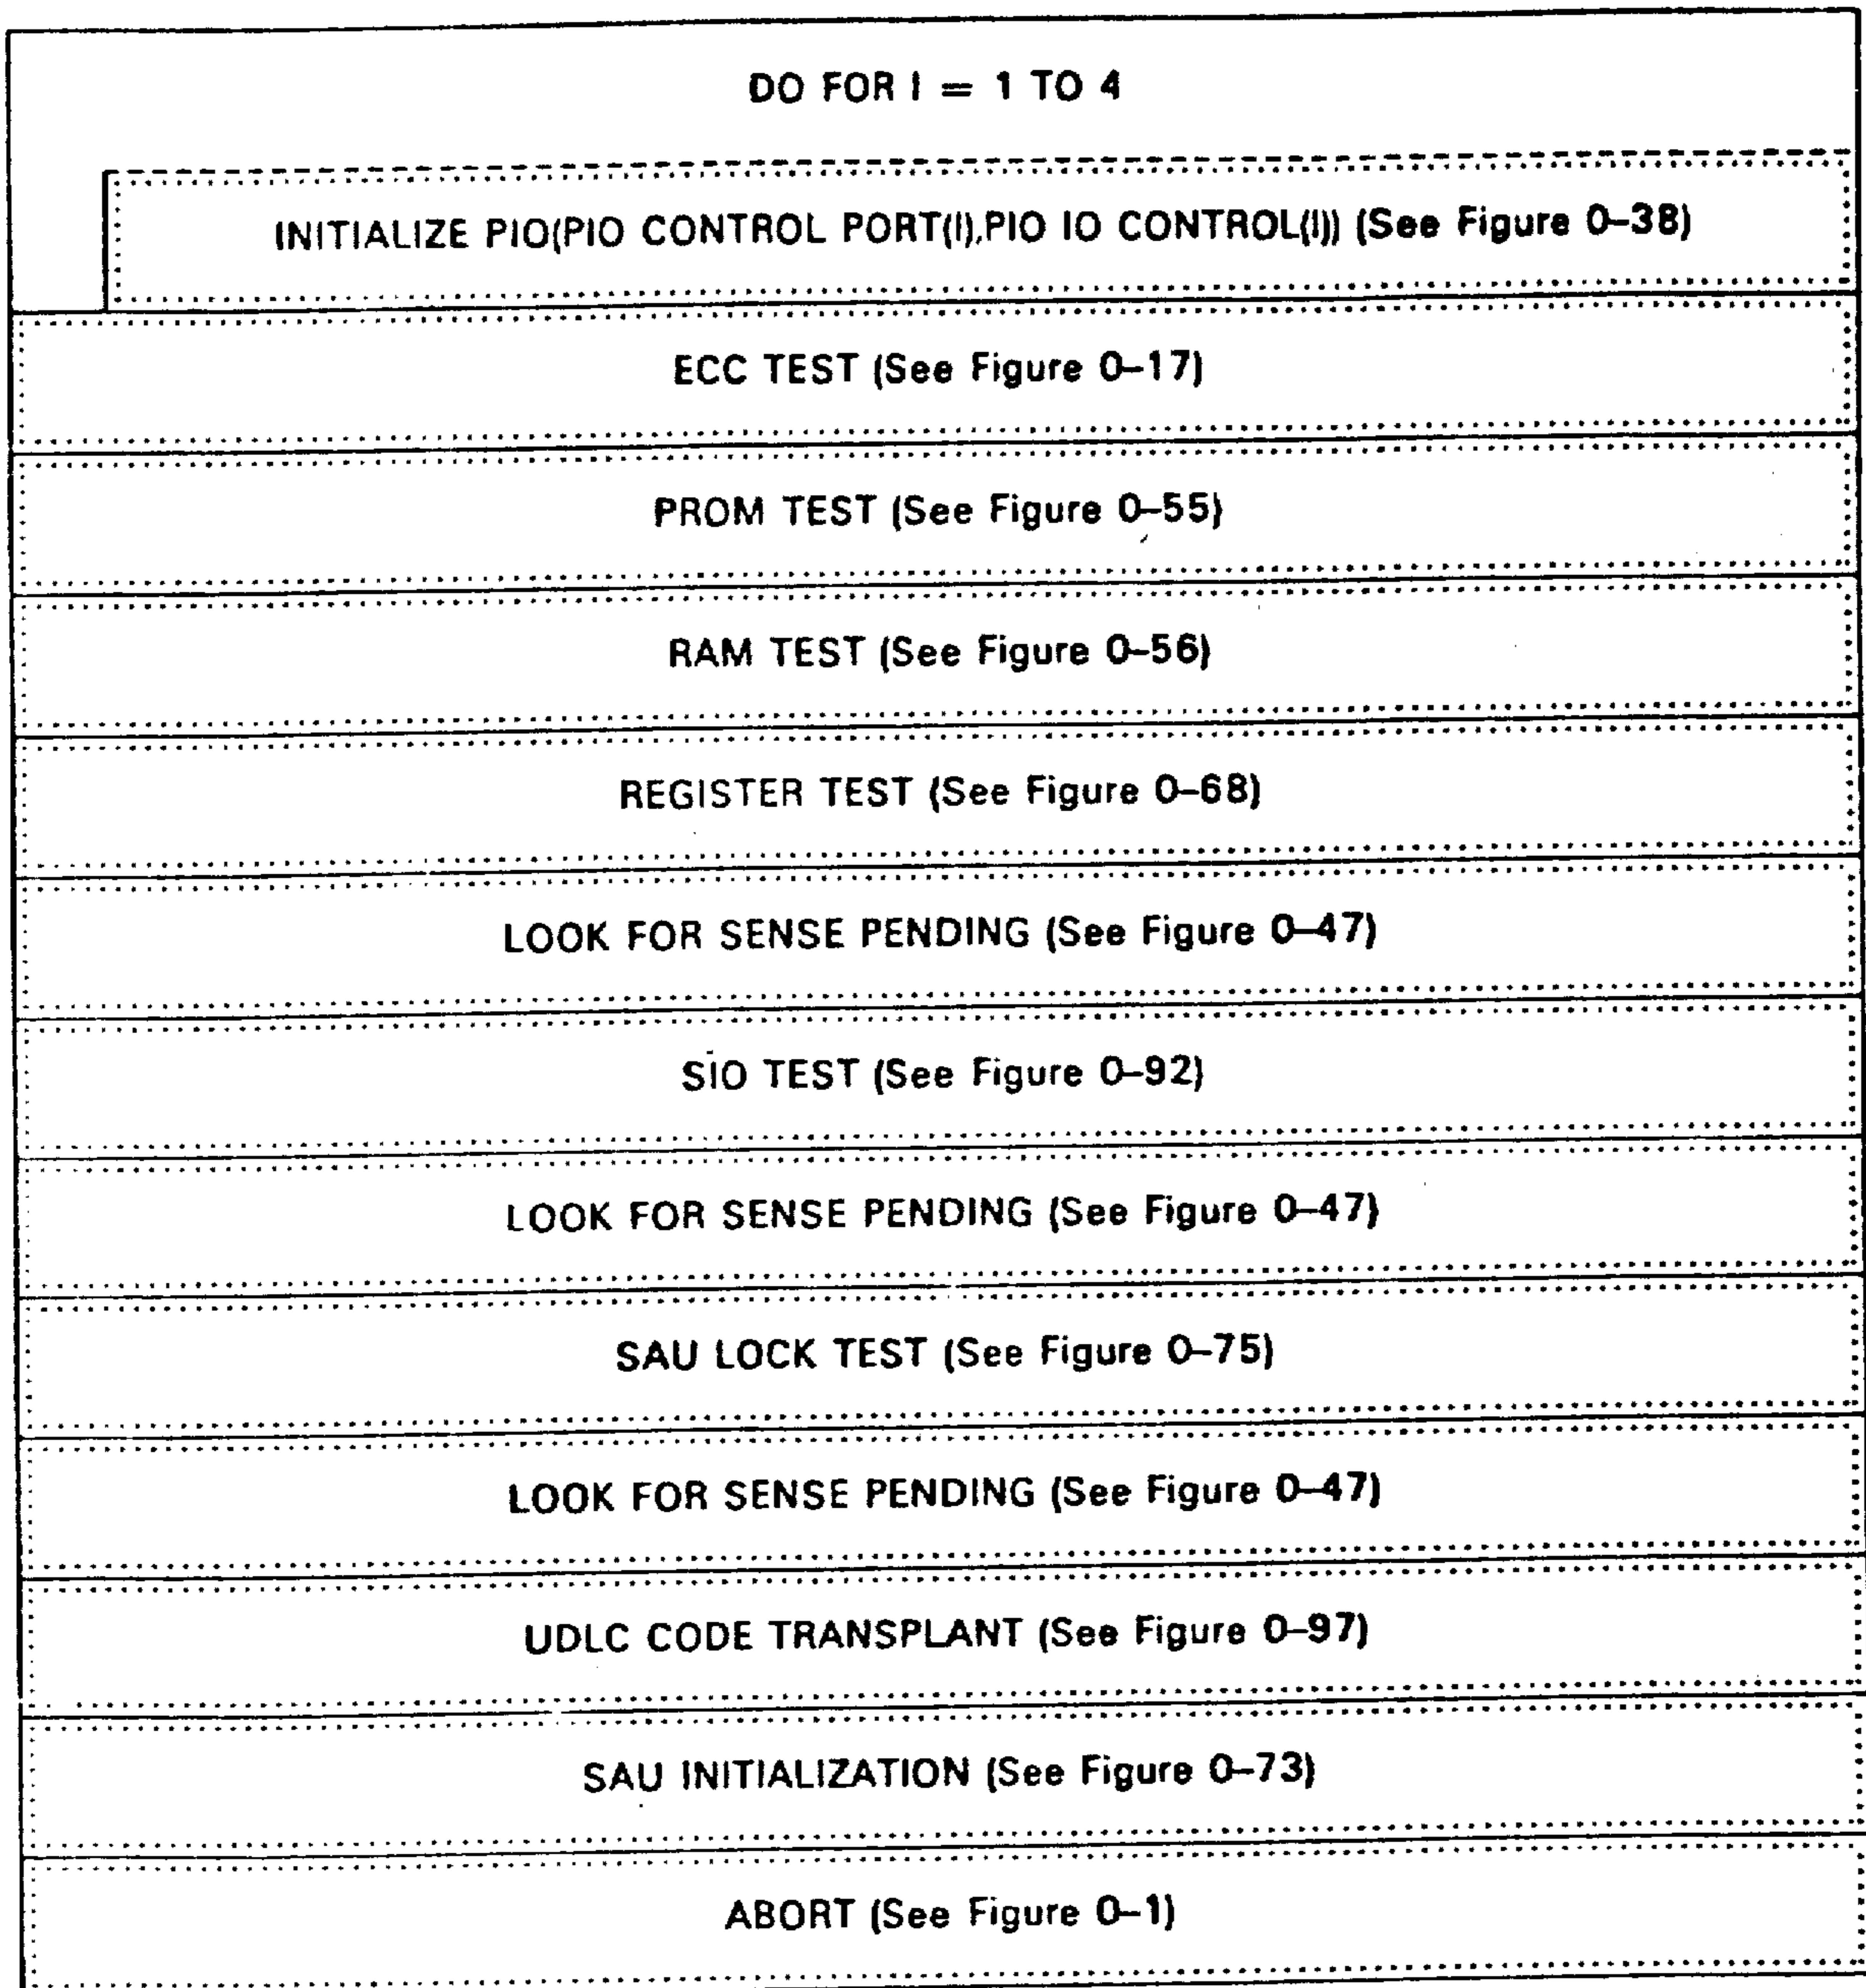 DO FOR I = 1 TO 4
INITIALIZE PIO(PIO CONTROL PORT(I),PIO IO CONTROL(I)) (See Figure 0–38)
ECC TEST (See Figure 0–17)
PROM TEST (See Figure 0–55)
RAM TEST (See Figure 0–56)
REGISTER TEST (See Figure 0–68)
LOOK FOR SENSE PENDING (See Figure 0–47)
SIO TEST (See Figure 0–92)
LOOK FOR SENSE PENDING (See Figure 0–47)
SAU LOCK TEST (See Figure 0–75)
LOOK FOR SENSE PENDING (See Figure 0–47)
UDLC CODE TRANSPLANT (See Figure 0–97)
SAU INITIALIZATION (See Figure 0–73)
ABORT (See Figure 0–1)